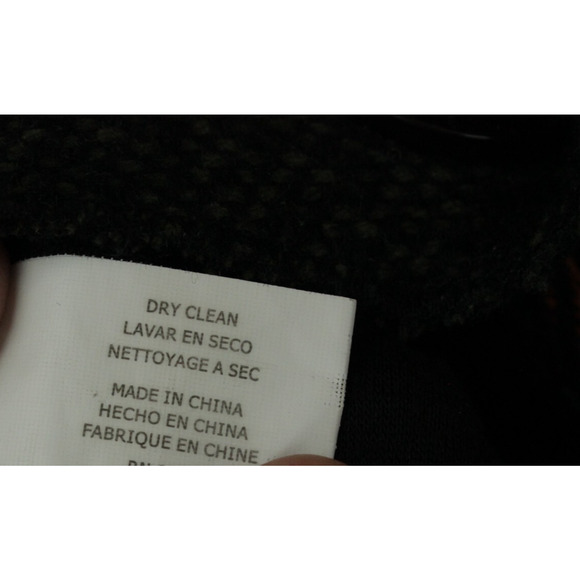 DRY CLEAN
LAVAR EN SECO
NETTOYAGE A SEC
MADE IN CHINA
HECHO EN CHINA
FABRIQUE EN CHINE